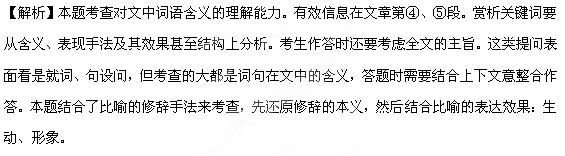 【解析】本题考查对文中词语含义的理解能力。有效信息在文章第④、⑤段。赏析关键词要
从含义、表现手法及其效果甚至结构上分析。考生作答时还要考虑全文的主旨。这类提问表
面看是就词、句设问，但考查的大都是词句在文中的含义，答题时需要结合上下文意整合作
答。本题结合了比喻的修辞手法来考查，先还原修辞的本义，然后结合比喻的表达效果：生
动、形象。